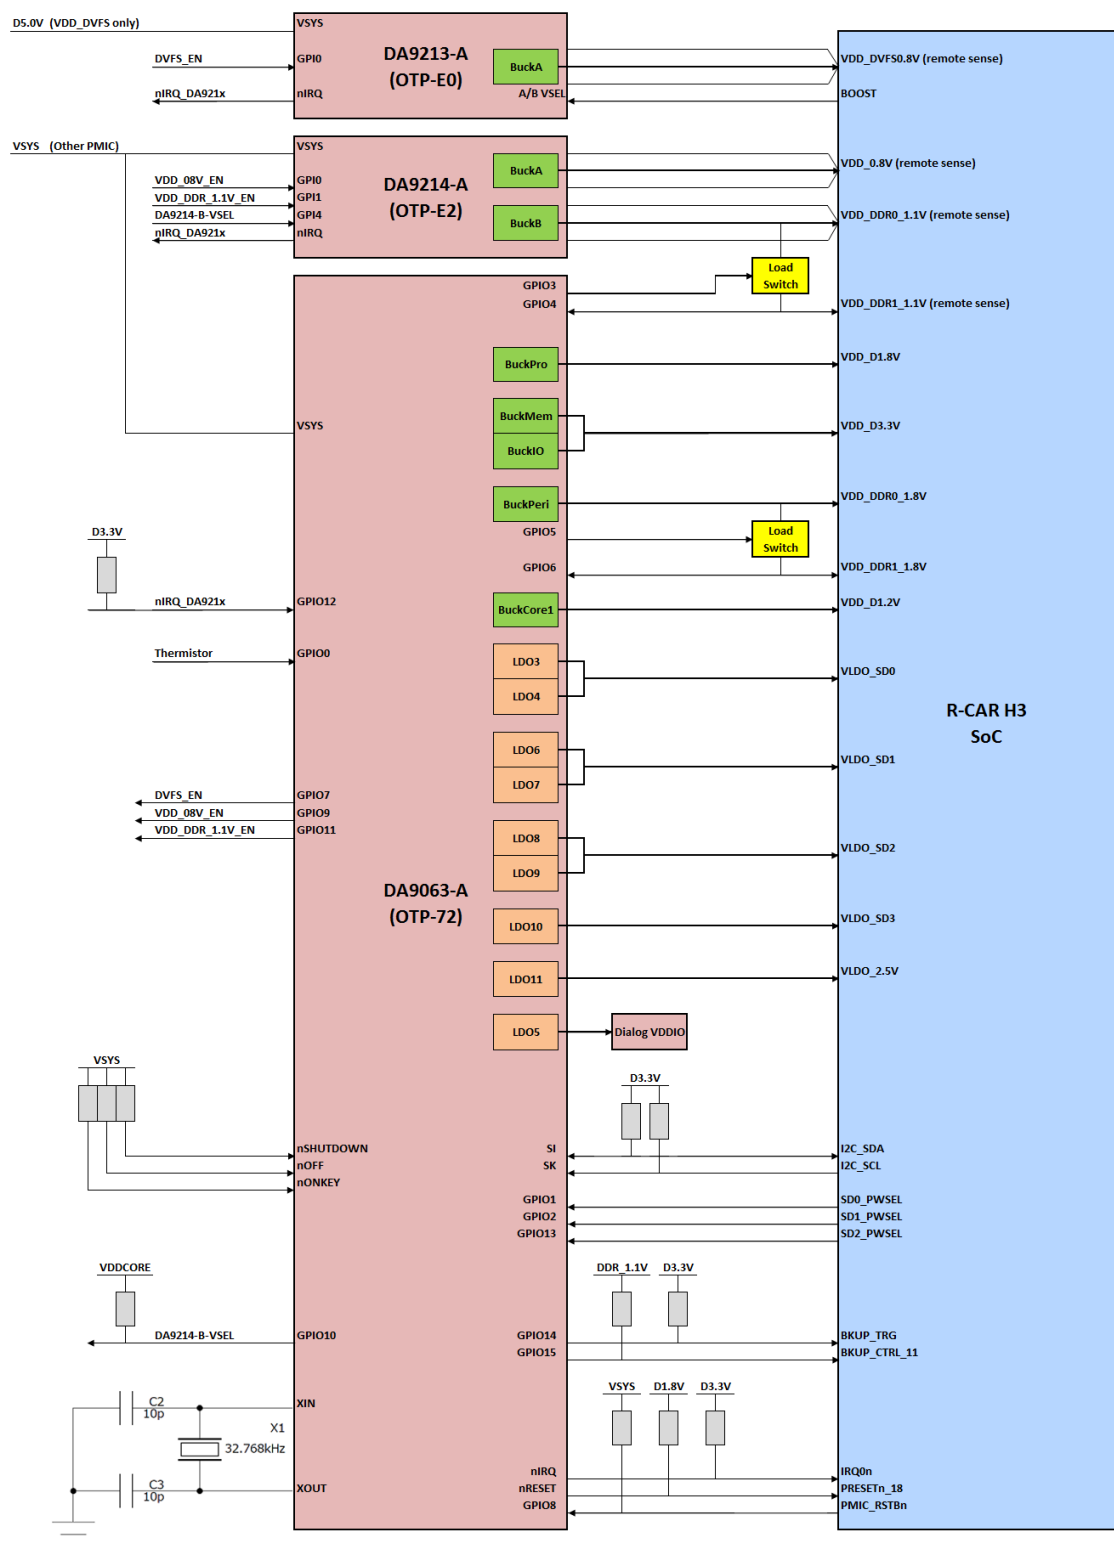 D5.0V (VDD_DVFS only)
VSYS
DVFS_EN
GPI0
nIRQ_DA921x
nIRQ
DA9213-A
(OTP-E0)
BuckA
A/B VSEL
VDD_DVFS0.8V (remote sense)
BOOST
VSYS (Other PMIC)
VSYS
VDD_08V_EN
GPI0
VDD_DDR_1.1V_EN
GPI1
DA9214-B-VSEL
GPI4
nIRQ_DA921x
nIRQ
DA9214-A
(OTP-E2)
BuckA
BuckB
VDD_0.8V (remote sense)
VDD_DDR0_1.1V (remote sense)
Load
Switch
GPIO3
GPIO4
VDD_DDR1_1.1V (remote sense)
BuckPro
VDD_D1.8V
BuckMem
BuckIO
VDD_D3.3V
VSYS
BuckPeri
VDD_DDR0_1.8V
GPIO5
Load
Switch
GPIO6
VDD_DDR1_1.8V
D3.3V
nIRQ_DA921x
GPIO12
BuckCore1
VDD_D1.2V
Thermistor
GPIO0
LDO3
LDO4
VLDO_SD0
R-CAR H3
SoC
LDO6
LDO7
VLDO_SD1
DVFS_EN
GPIO7
VDD_08V_EN
GPIO9
VDD_DDR_1.1V_EN
GPIO11
LDO8
LDO9
VLDO_SD2
DA9063-A
(OTP-72)
LDO10
VLDO_SD3
LDO11
VLDO_2.5V
LDO5
Dialog VDDIO
VSYS
D3.3V
nSHUTDOWN
nOFF
nONKEY
SI
SK
I2C_SDA
I2C_SCL
GPIO1
GPIO2
GPIO13
SD0_PWSEL
SD1_PWSEL
SD2_PWSEL
VDDCORE
DDR_1.1V
D3.3V
DA9214-B-VSEL
GPIO10
GPIO14
GPIO15
BKUP_TRG
BKUP_CTRL_11
VSYS
D1.8V
D3.3V
C2
10p
XIN
X1
32.768kHz
C3
10p
XOUT
nIRQ
nRESET
GPIO8
IRQ0n
PRESETn_18
PMIC_RSTBn